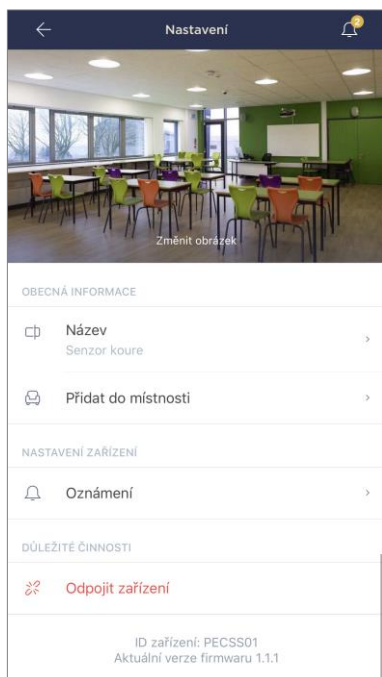 Nastavení
2
Změnit obrázek
OBECNÁ INFORMACE
Název
Senzor koure
Přidat do místnosti
NASTAVENÍ ZAŘÍZENÍ
Oznámení
DŮLEŽITÉ ČINNOSTI
Odpojit zařízení
ID zařízení: PECSS01
Aktuální verze firmwaru 1.1.1